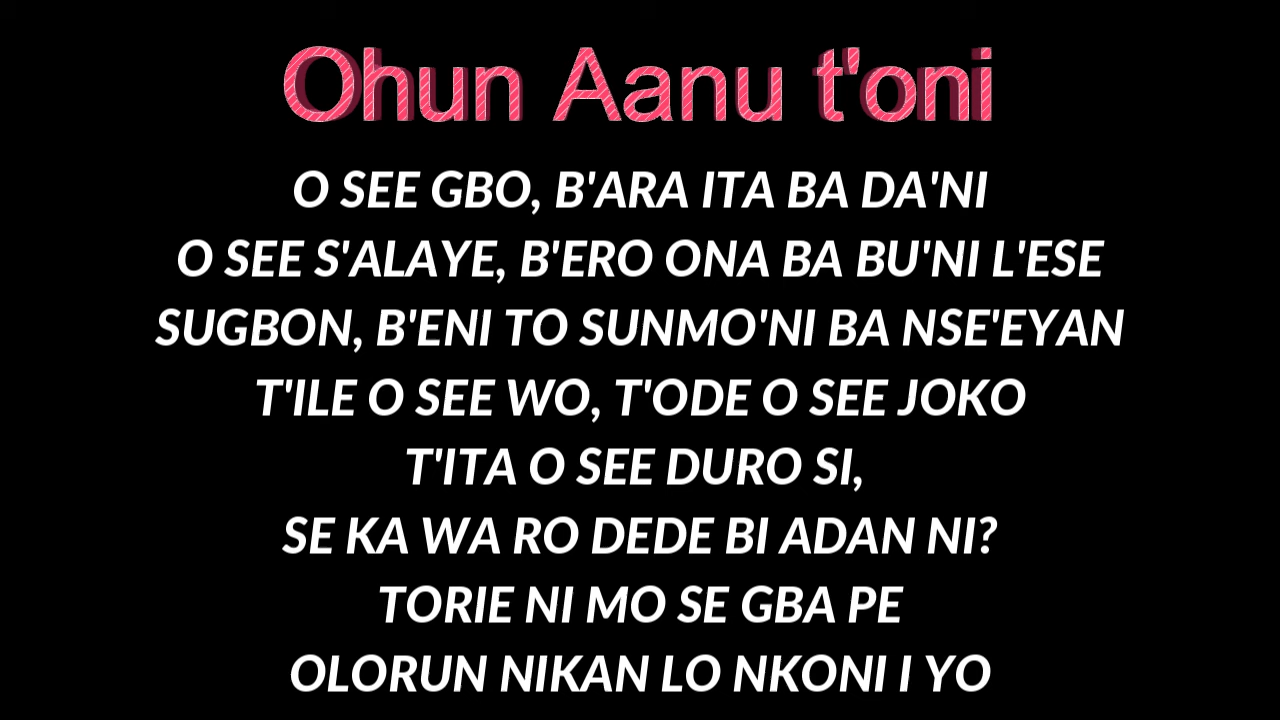 Ohun Aanu t'oni
O SEE GBO, B'ARA ITA BA DA'NI
O SEE S'ALAYE, B'ERO ONA BA BU'NI L'ESE
SUGBON, B'ENI TO SUNMO'NI BA NSE'EYAN
T'ILE O SEE WO, T'ODE O SEE JOKO
T'ITA O SEE DURO SI,
SE KA WA RO DEDE BI ADAN NI?
TORIE NI MO SE GBA PE
OLORUN NIKAN LO NKONI I YO